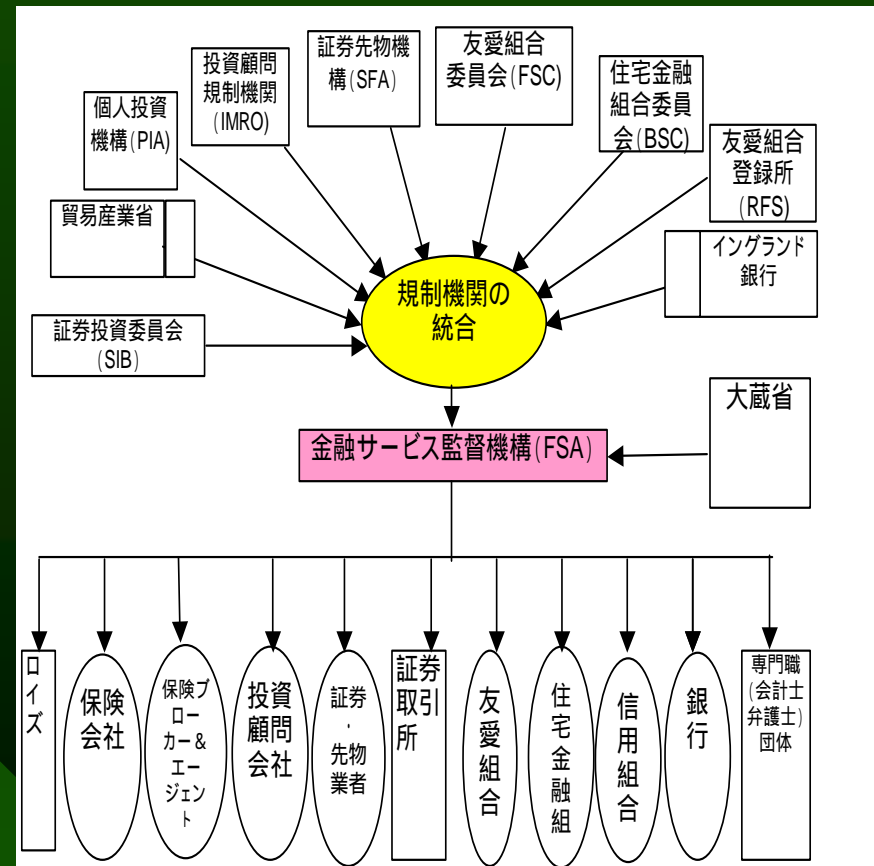 証券先物機
構(SFA)
友愛組合
委員会(FSC)
投資顧問
規制機関
(IMRO)
住宅金融
組合委員
会(BSC)
個人投資
機構(PIA)
友愛組合
登録所
(RFS)
貿易産業省
イングランド
銀行
規制機関の
統合
証券投資委員会
(SIB)
大蔵省
金融サービス監督機構(FSA)
ロ
イ
ズ
保険
会社
保険ブ
ロー
カー&
エー
ジェン
ト
投資
顧問
会社
証券
・
先物
業者
証券
取引
所
友
愛
組
合
住
宅
金
融
組
信
用
組
合
銀
行
専門職
(会計士
弁護士)
団体